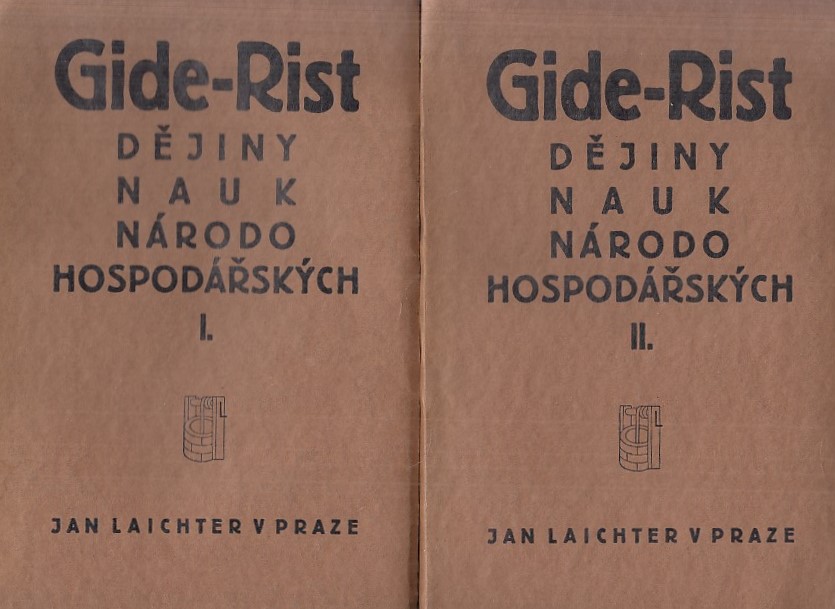 Gide-Rist
DĚJINY
NAUK
NÁRODO
HOSPODÁŘSKÝCH
I.
JAN LAICHTER V PRAZE
Gide-Rist
DĚJINY
NAUK
NÁRODO
HOSPODÁŘSKÝCH
II.
JAN LAICHTER V PRAZE